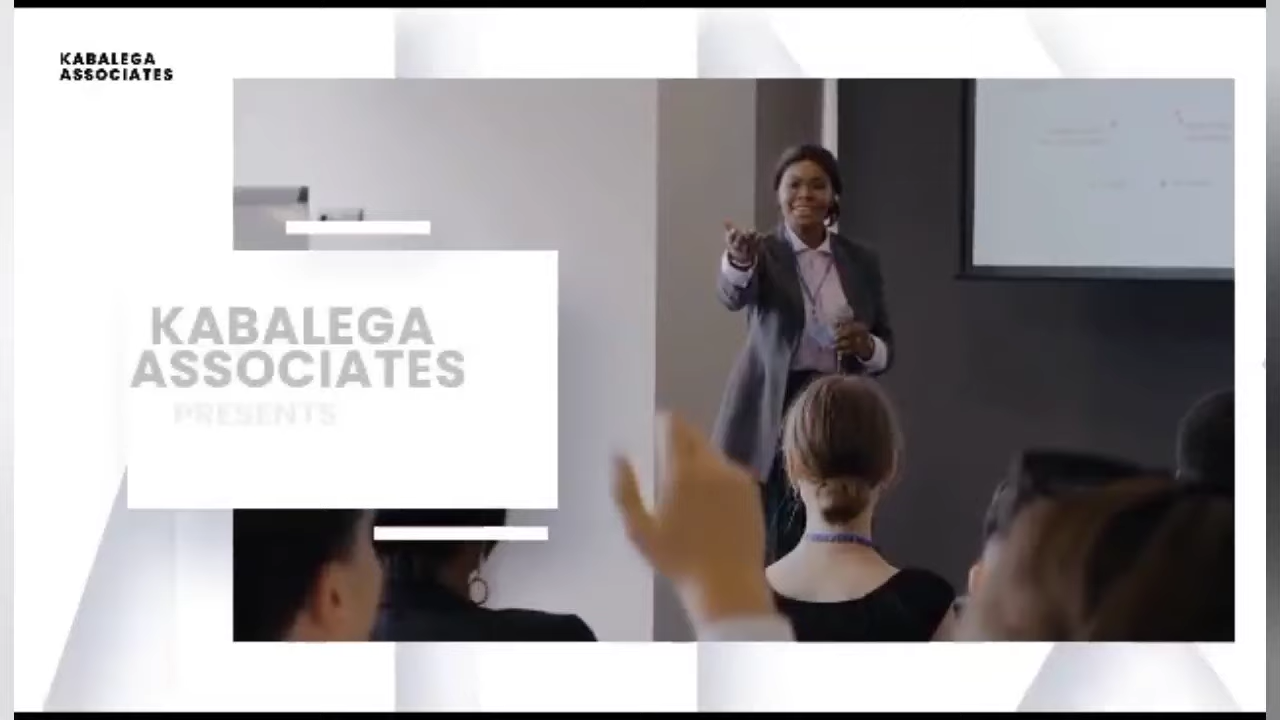 KABALEGA
ASSOCIATES
KABALEGA
ASSOCIATES
PRESENTS